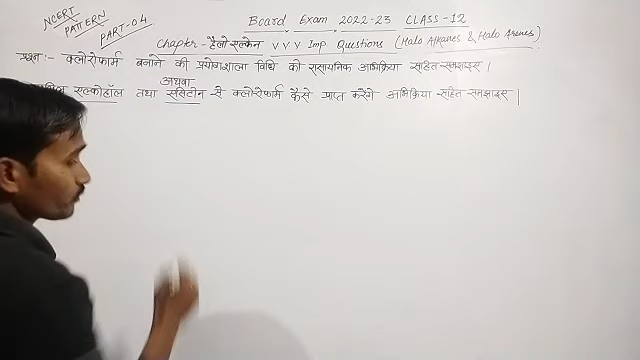 NCERT PATTERN PART-04
Board Exam 2022-23 CLASS-12
Chapter - हैलोएल्केन V V V Imp Questions (Halo Alkanes & Halo Arenes)
प्रश्न :- क्लोरोफार्म बनाने की प्रयोगशाला विधि को रासायनिक अभिक्रिया सहित समझाइए।
अथवा
एल्कोहॉल तथा एसिटोन से क्लोरोफार्म कैसे प्राप्त करेंगे अभिक्रिया सहित समझाइए।